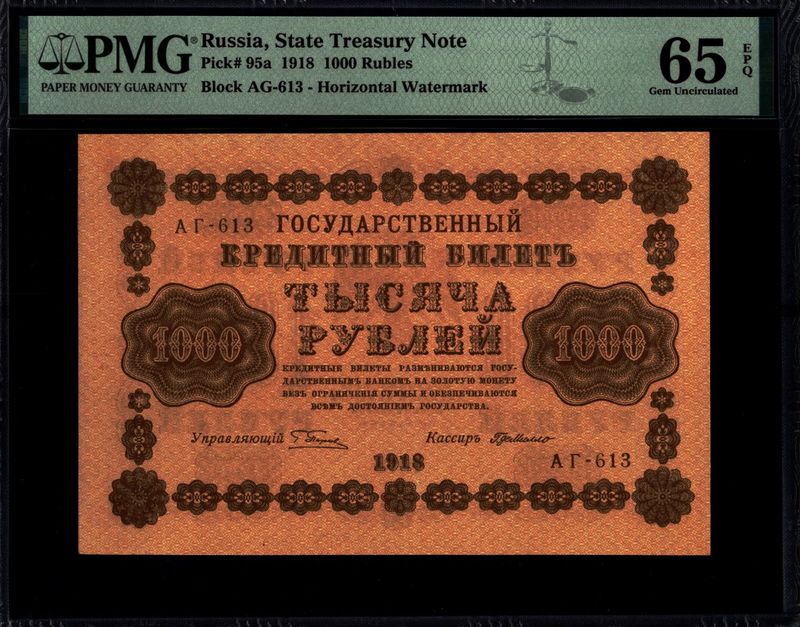 PMG®
PAPER MONEY GUARANTY
Russia, State Treasury Note
Pick# 95a 1918 1000 Rubles
Block AG-613 - Horizontal Watermark
65 EPQ
Gem Uncirculated
АГ-613 ГОСУДАРСТВЕННЫЙ
КРЕДИТНЫЙ БИЛЕТЪ
ТЫСЯЧА
РУБЛЕЙ
1000
1000
КРЕДИТНЫЕ БИЛЕТЫ РАЗМѢНИВАЮТСЯ ГОСУ-
ДАРСТВЕННЫМЪ БАНКОМЪ НА ЗОЛОТУЮ МОНЕТУ
БЕЗЪ ОГРАНИЧЕНІЯ СУММЫ И ОБЕЗПЕЧИВАЮТСЯ
ВСѢМЪ ДОСТОЯНІЕМЪ ГОСУДАРСТВА.
Управляющій
Кассиръ
1918
АГ-613